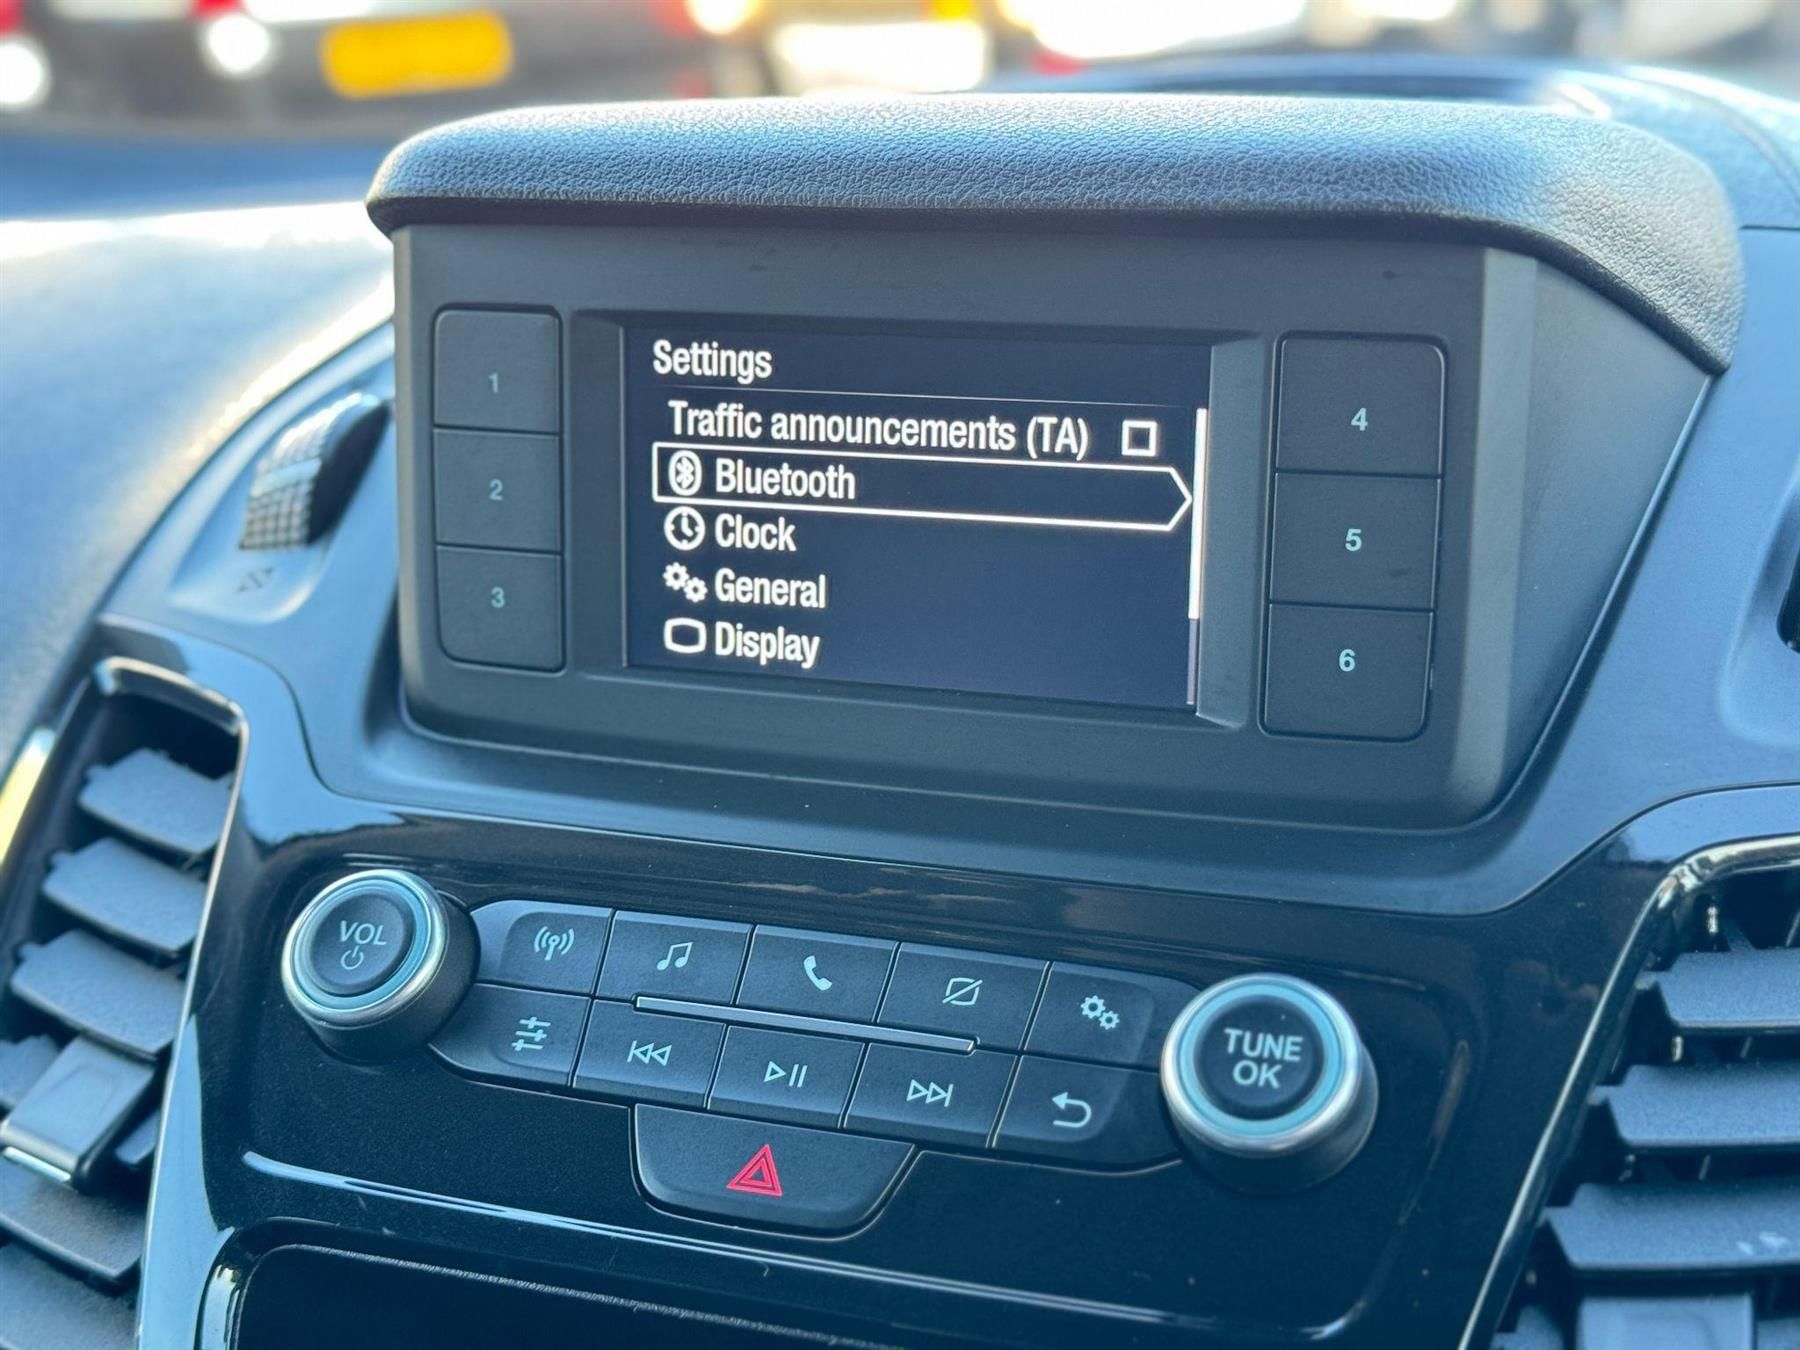 Settings
Traffic announcements (TA)
Bluetooth
Clock
General
Display
1
2
3
4
5
6
VOL
TUNE
OK